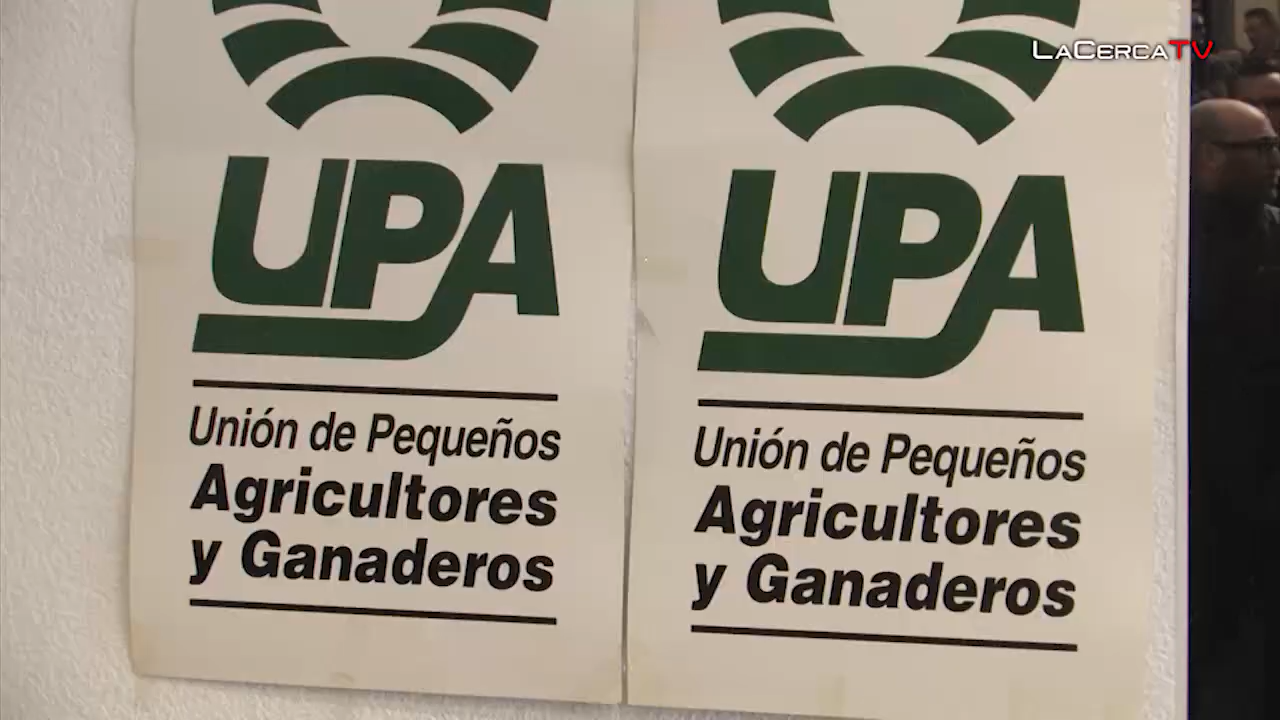 LaCercaTV
UPA
Unión de Pequeños
Agricultores
y Ganaderos
UPA
Unión de Pequeños
Agricultores
y Ganaderos